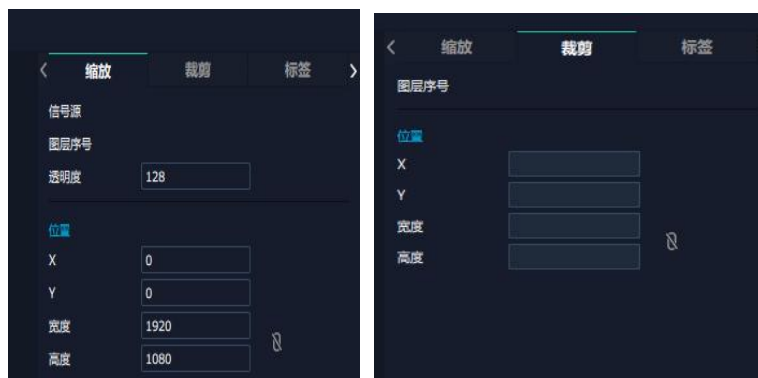 缩放 裁剪 标签
信号源
图层序号
透明度 128
位置
X 0
Y 0
宽度 1920
高度 1080
缩放 裁剪 标签
图层序号
位置
X
Y
宽度
高度